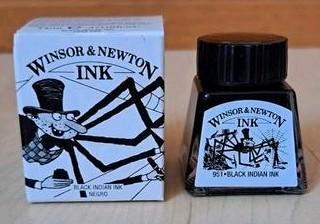 WINSOR & NEWTON
INK
BLACK INDIAN INK
NEGRO
WINSOR & NEWTON
INK
951•BLACK INDIAN INK